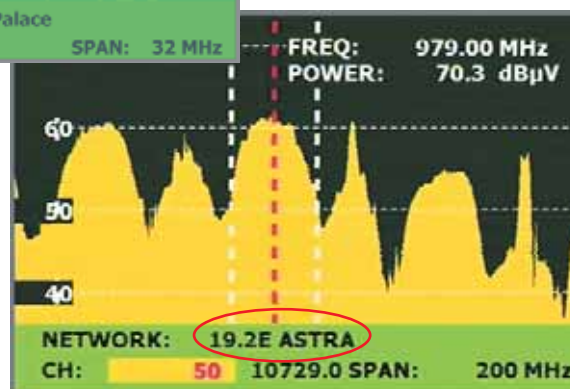 Palace
SPAN: 32 MHz
FREQ: 979.00 MHz
POWER: 70.3 dBµV
60
50
40
NETWORK: 19.2E ASTRA
CH: 50 10729.0 SPAN: 200 MHz